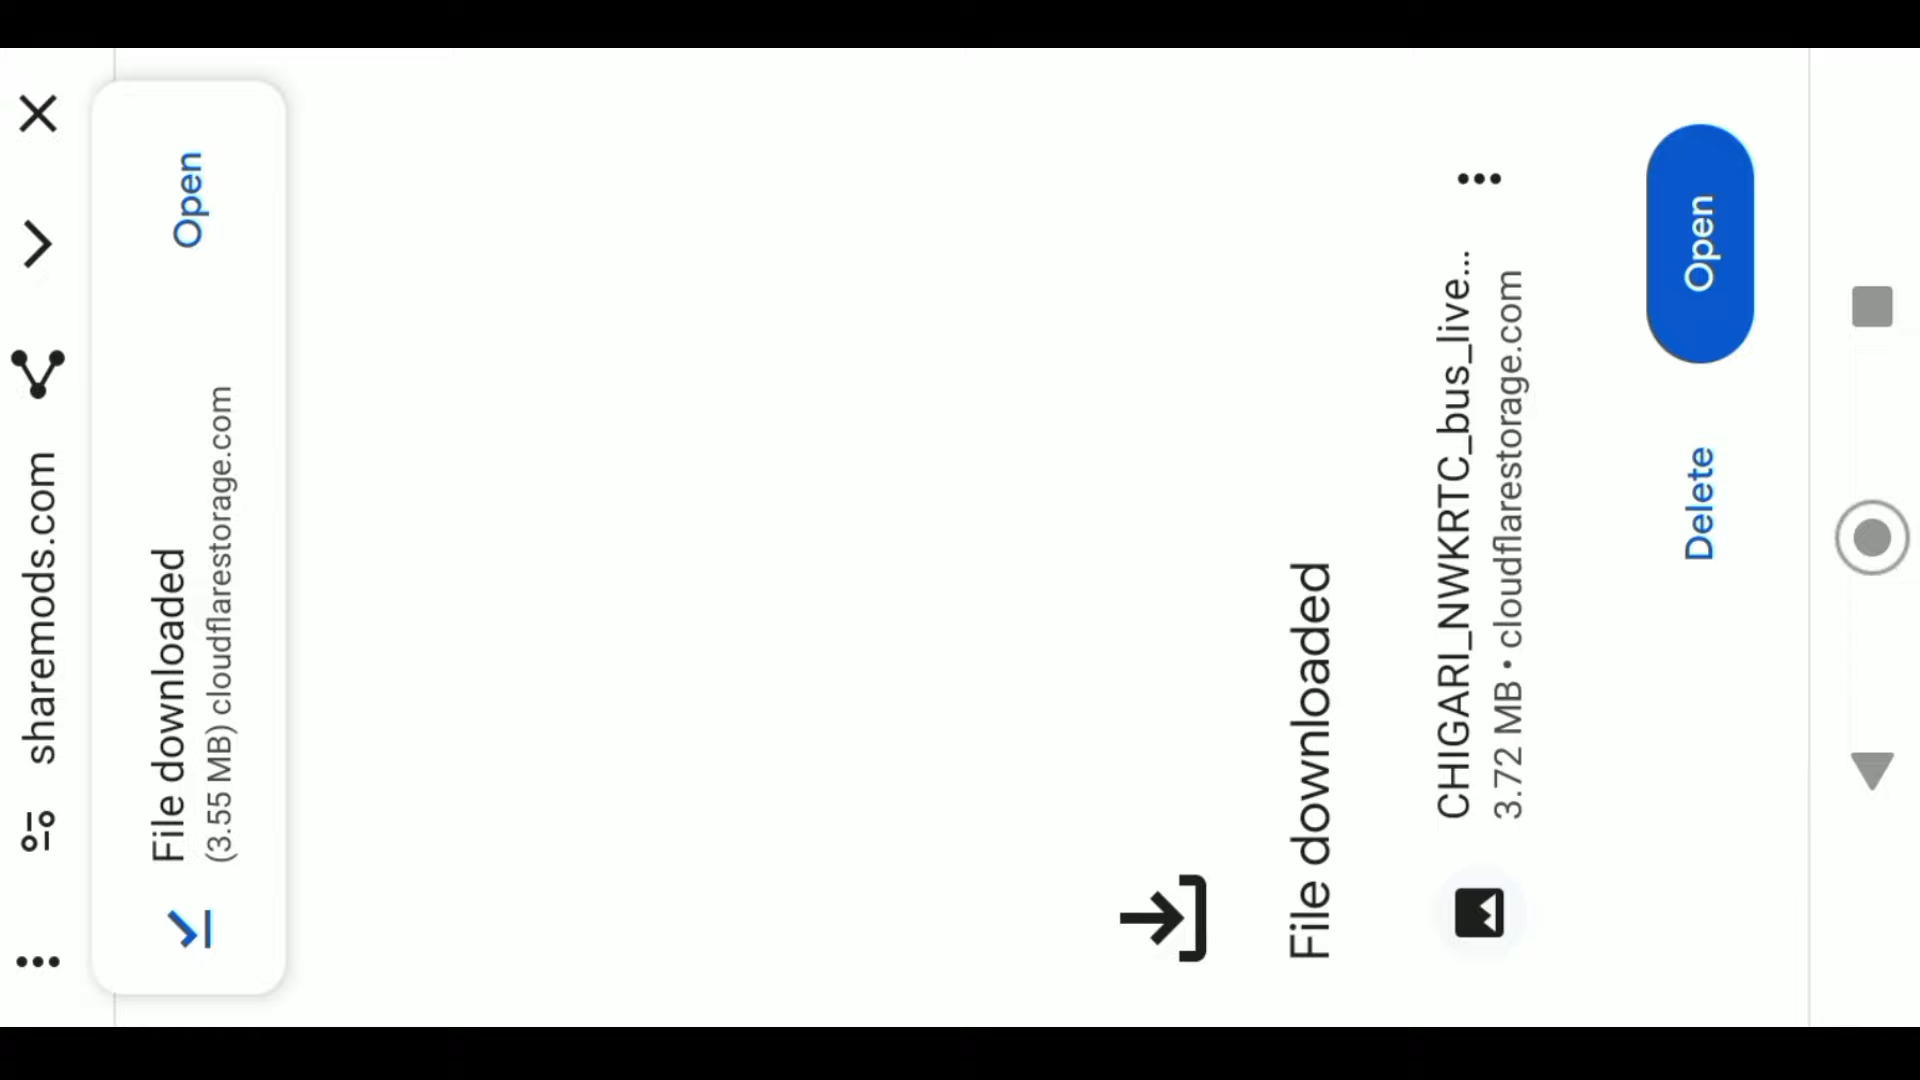 sharemods.com
File downloaded
(3.55 MB) cloudflarestorage.com
Open
File downloaded
CHIGARI_NWKRTC_bus_live...
3.72 MB • cloudflarestorage.com
Delete
Open